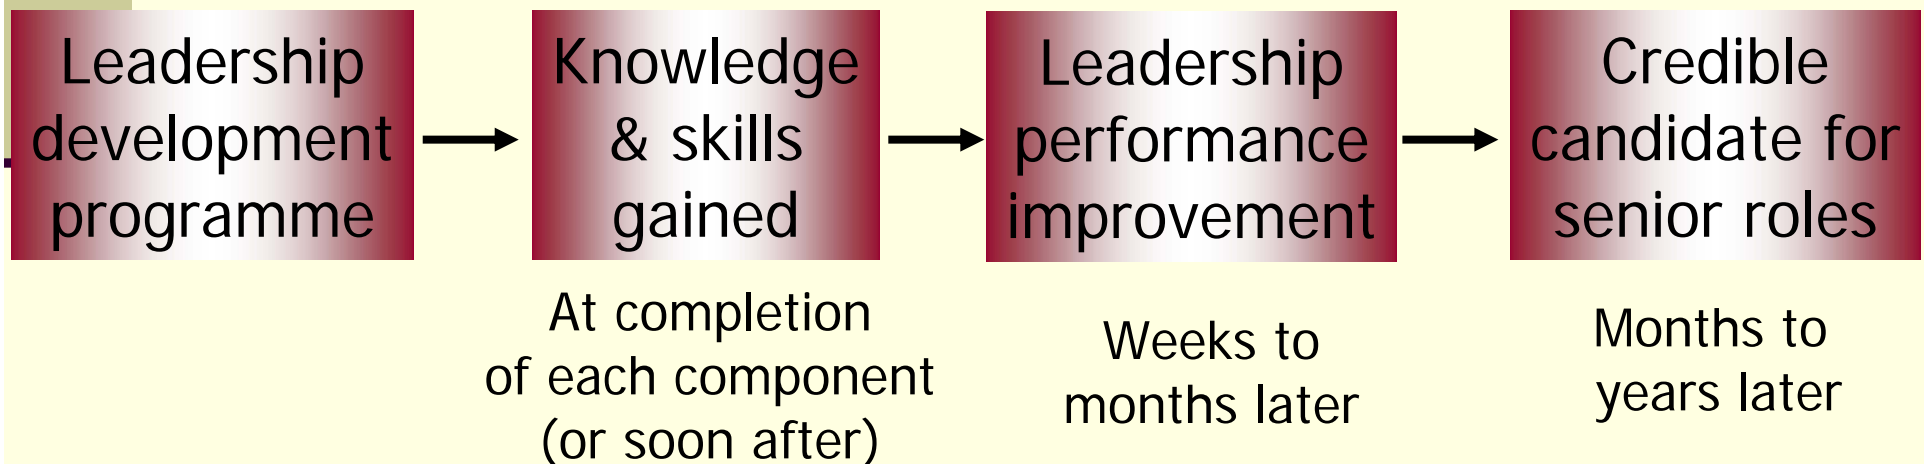 Leadership
development
programme
Knowledge
& skills
gained
Leadership
performance
improvement
Credible
candidate for
senior roles
At completion
of each component
(or soon after)
Weeks to
months later
Months to
years later